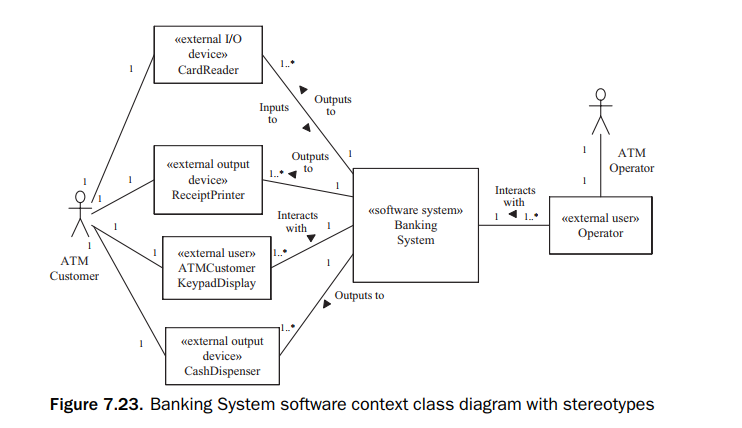 «external I/O
device»
CardReader
1
1..*
Inputs
to
Outputs
to
1
«external output
device»
ReceiptPrinter
1
1..*
Outputs
to
1
1
1
ATM
Customer
1
1
1
«external user»
ATMCustomer
KeypadDisplay
1..*
Interacts
with
1
«software system»
Banking
System
1
Interacts
with
1..*
«external user»
Operator
1
1
ATM
Operator
1
Outputs to
1..*
1
«external output
device»
CashDispenser
Figure 7.23. Banking System software context class diagram with stereotypes